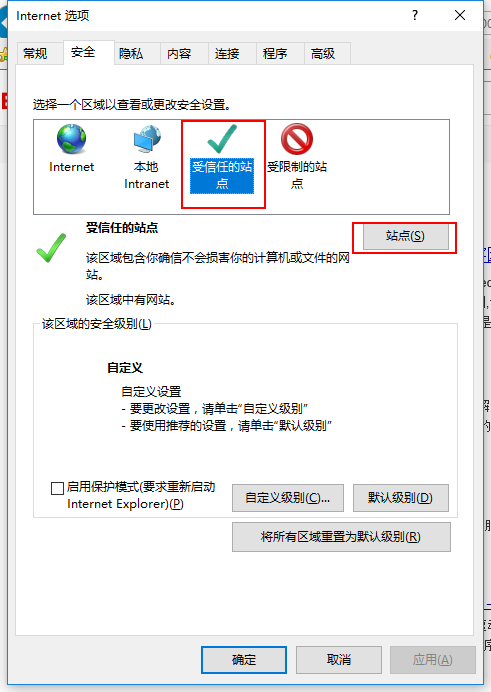 Internet 选项
常规 安全 隐私 内容 连接 程序 高级
选择一个区域以查看或更改安全设置。
Internet
本地
Intranet
受信任的站
点
受限制的站
点
受信任的站点
站点(S)
该区域包含你确信不会损害你的计算机或文件的网
站。
该区域中有网站。
该区域的安全级别(L)
自定义
自定义设置
- 要更改设置，请单击“自定义级别”
- 要使用推荐的设置，请单击“默认级别”
启用保护模式(要求重新启动
Internet Explorer)(P)
自定义级别(C)... 默认级别(D)
将所有区域重置为默认级别(R)
确定 取消 应用(A)